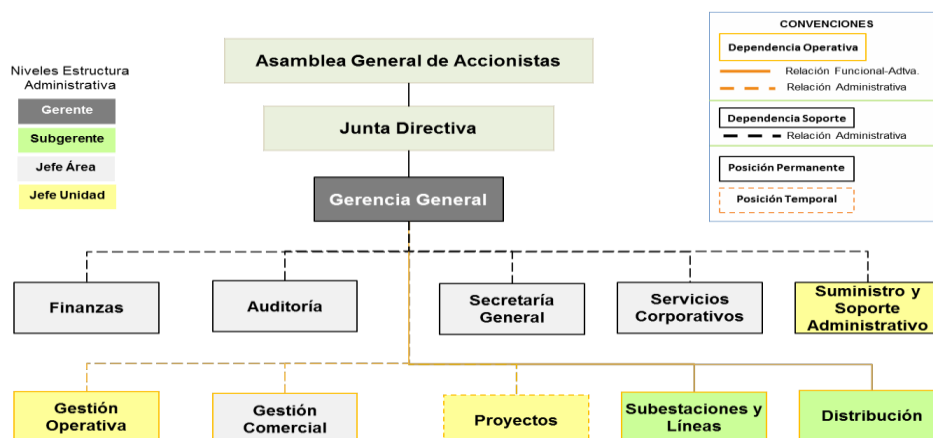 Asamblea General de Accionistas
Junta Directiva
Gerencia General
Niveles Estructura
Administrativa
Gerente
Subgerente
Jefe Área
Jefe Unidad
CONVENCIONES
Dependencia Operativa
Relación Funcional-Adtva.
Relación Administrativa
Dependencia Soporte
Relación Administrativa
Posición Permanente
Posición Temporal
Finanzas
Auditoría
Secretaría
General
Servicios
Corporativos
Suministro y
Soporte
Administrativo
Gestión
Operativa
Gestión
Comercial
Proyectos
Subestaciones y
Líneas
Distribución